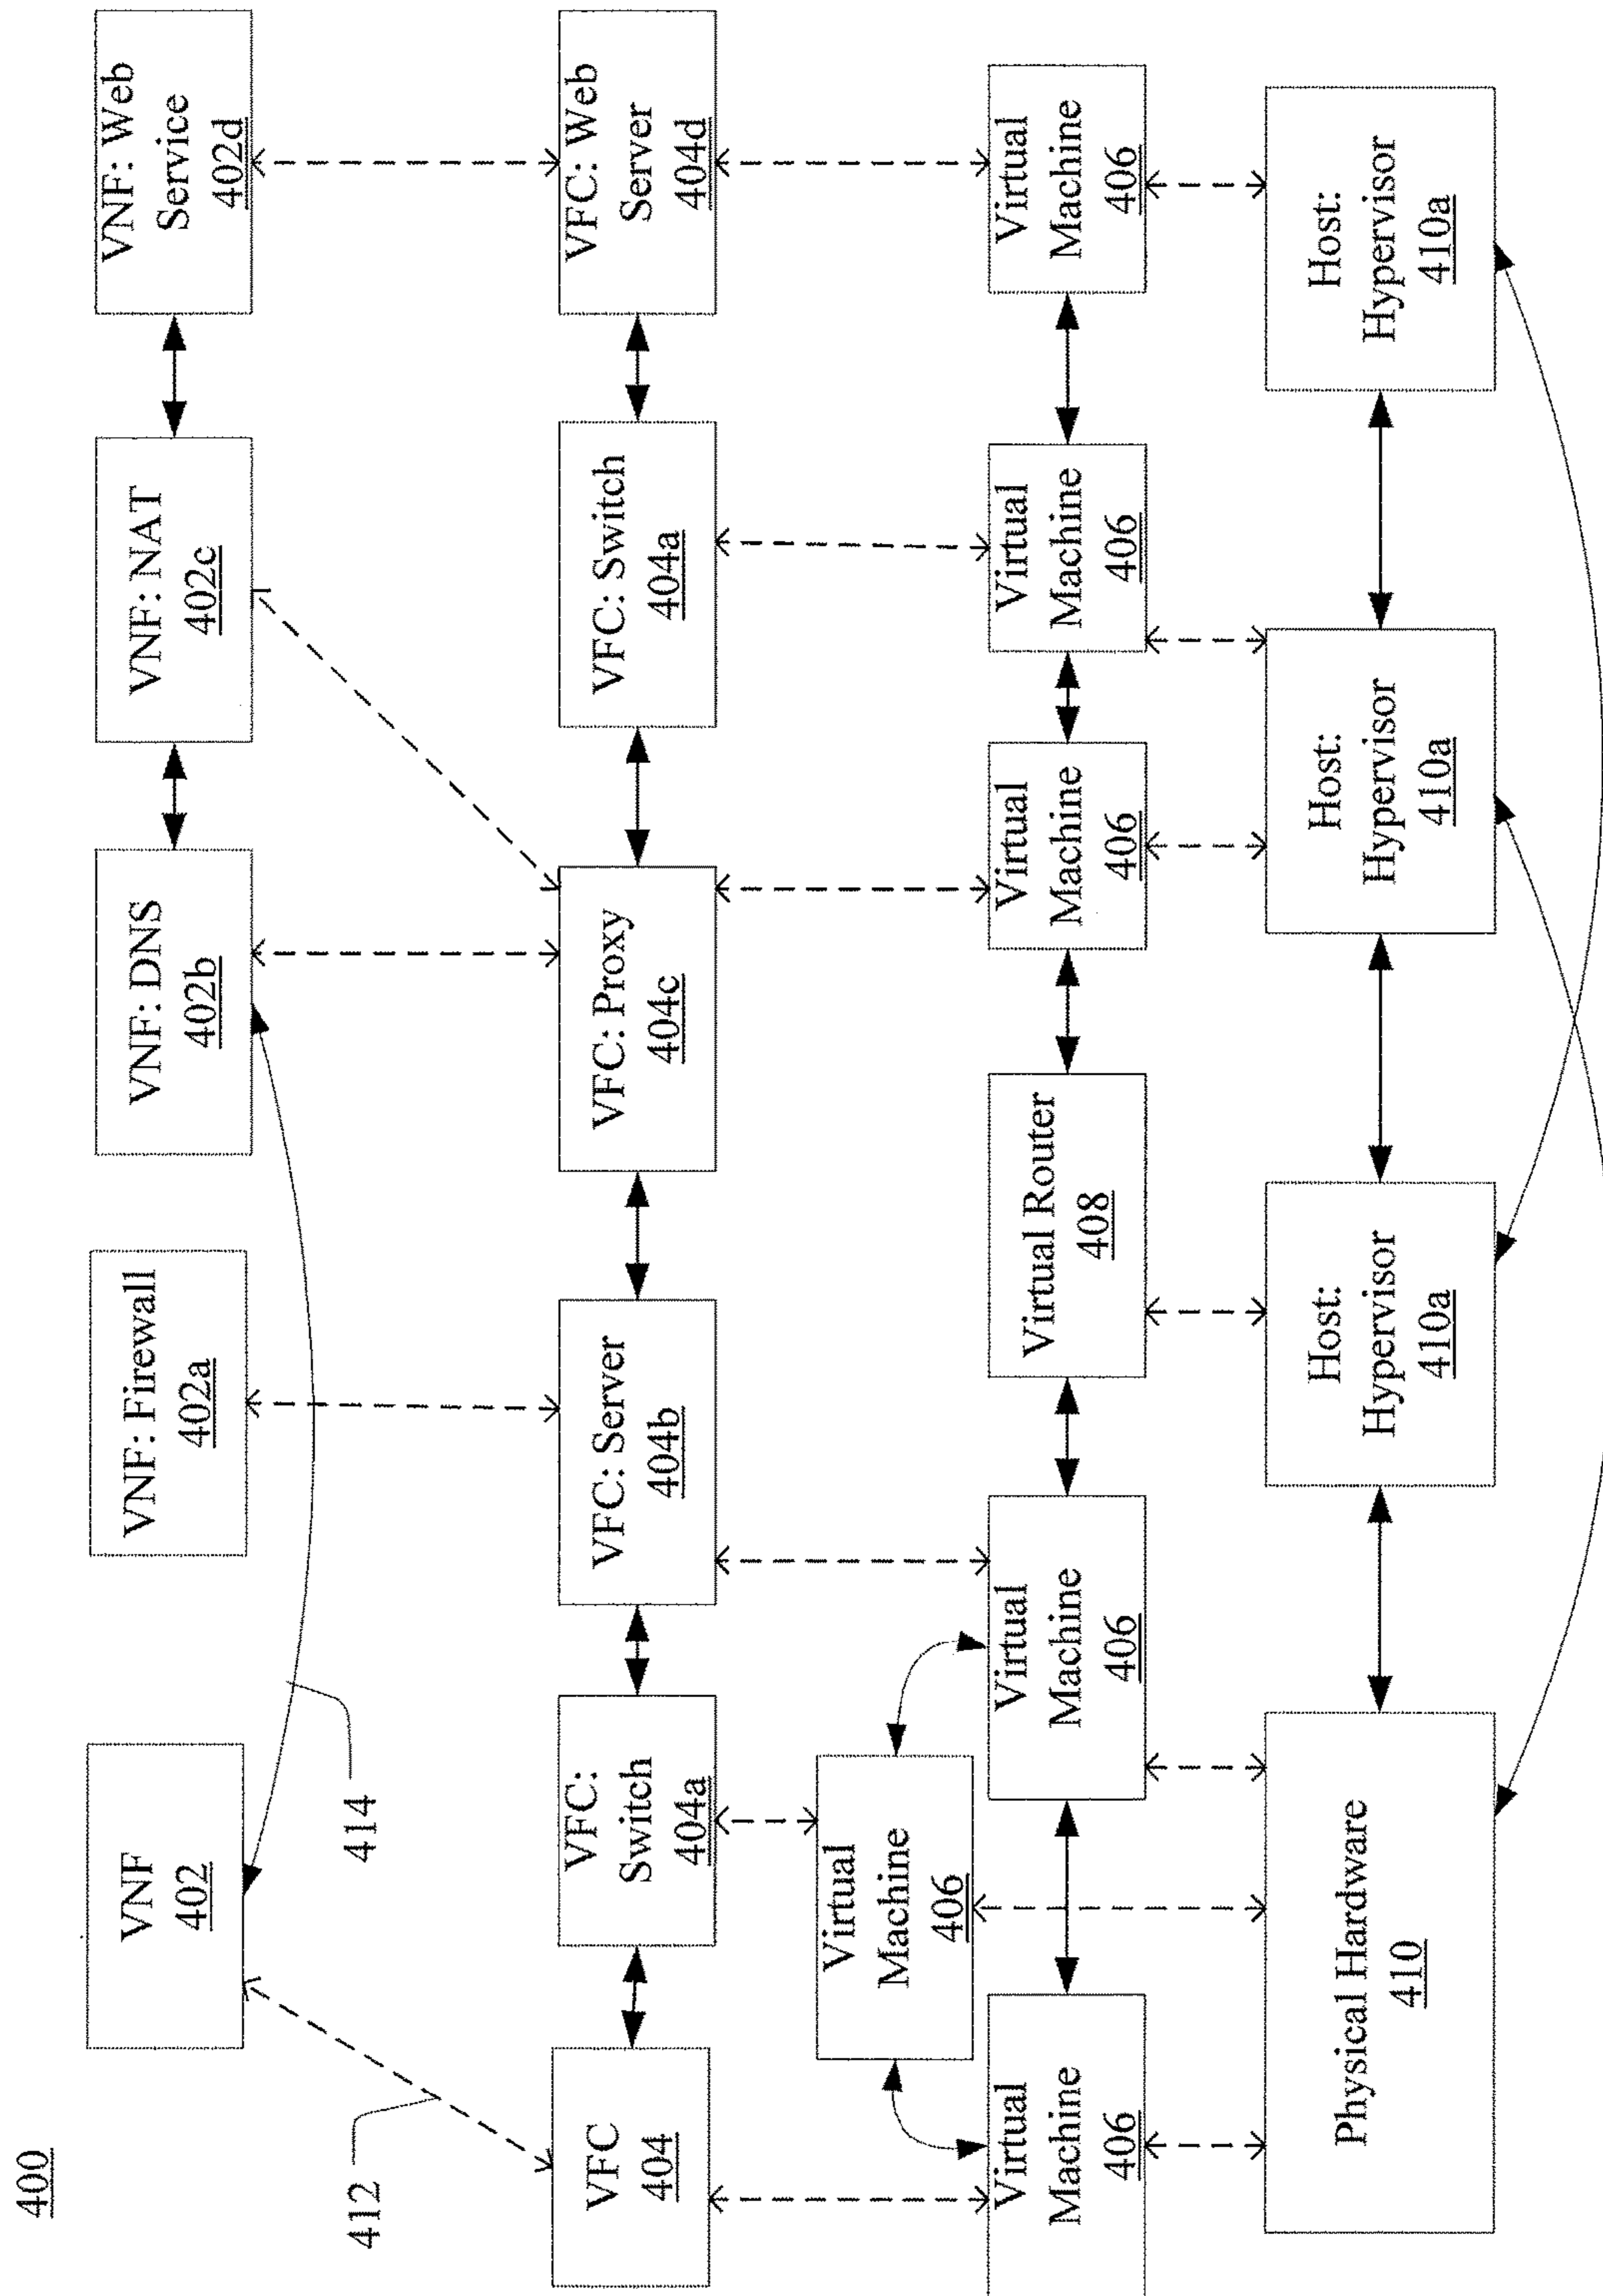 400
VNF
402
VNF: Firewall
402a
VNF: DNS
402b
VNF: NAT
402c
VNF: Web
Service
402d
412
414
VFC
404
VFC:
Switch
404a
VFC: Server
404b
VFC: Proxy
404c
VFC: Switch
404a
VFC: Web
Server
404d
Virtual
Machine
406
Virtual
Machine
406
Virtual
Machine
406
Virtual Router
408
Virtual
Machine
406
Virtual
Machine
406
Virtual
Machine
406
Physical Hardware
410
Host:
Hypervisor
410a
Host:
Hypervisor
410a
Host:
Hypervisor
410a